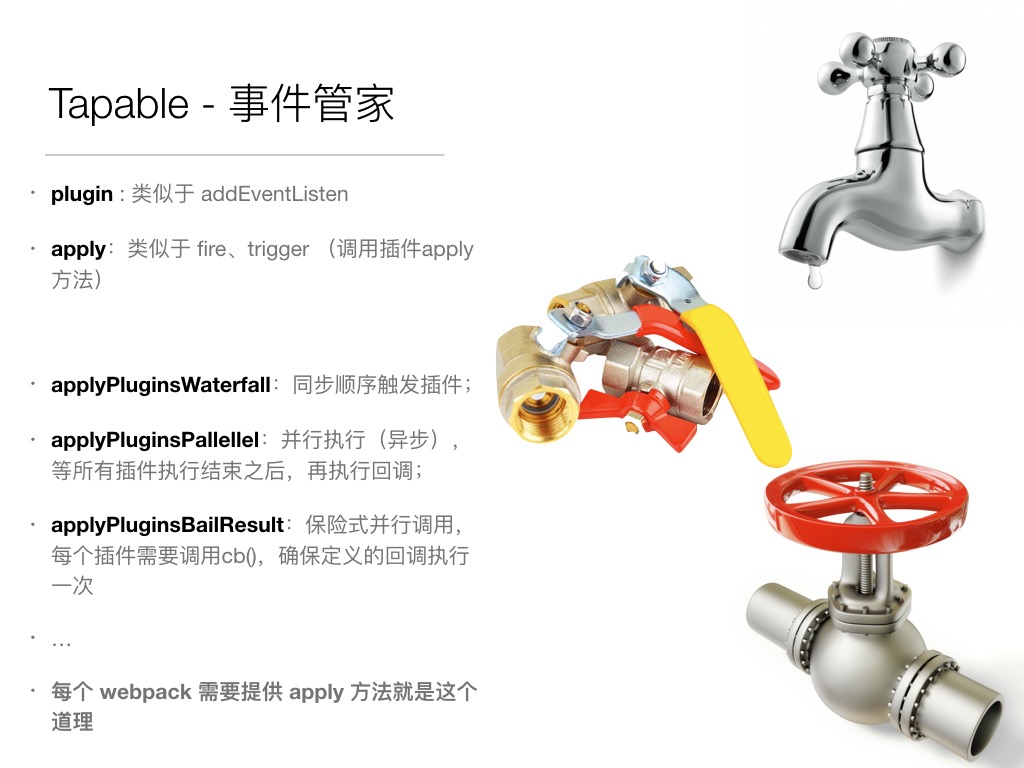 Tapable - 事件管家
· plugin : 类似于 addEventListen
· apply：类似于 fire、trigger （调用插件apply
方法）
· applyPluginsWaterfall：同步顺序触发插件；
· applyPluginsPallellel：并行执行（异步），
等所有插件执行结束之后，再执行回调；
· applyPluginsBailResult：保险式并行调用，
每个插件需要调用cb()，确保定义的回调执行
一次
· …
· 每个 webpack 需要提供 apply 方法就是这个
道理